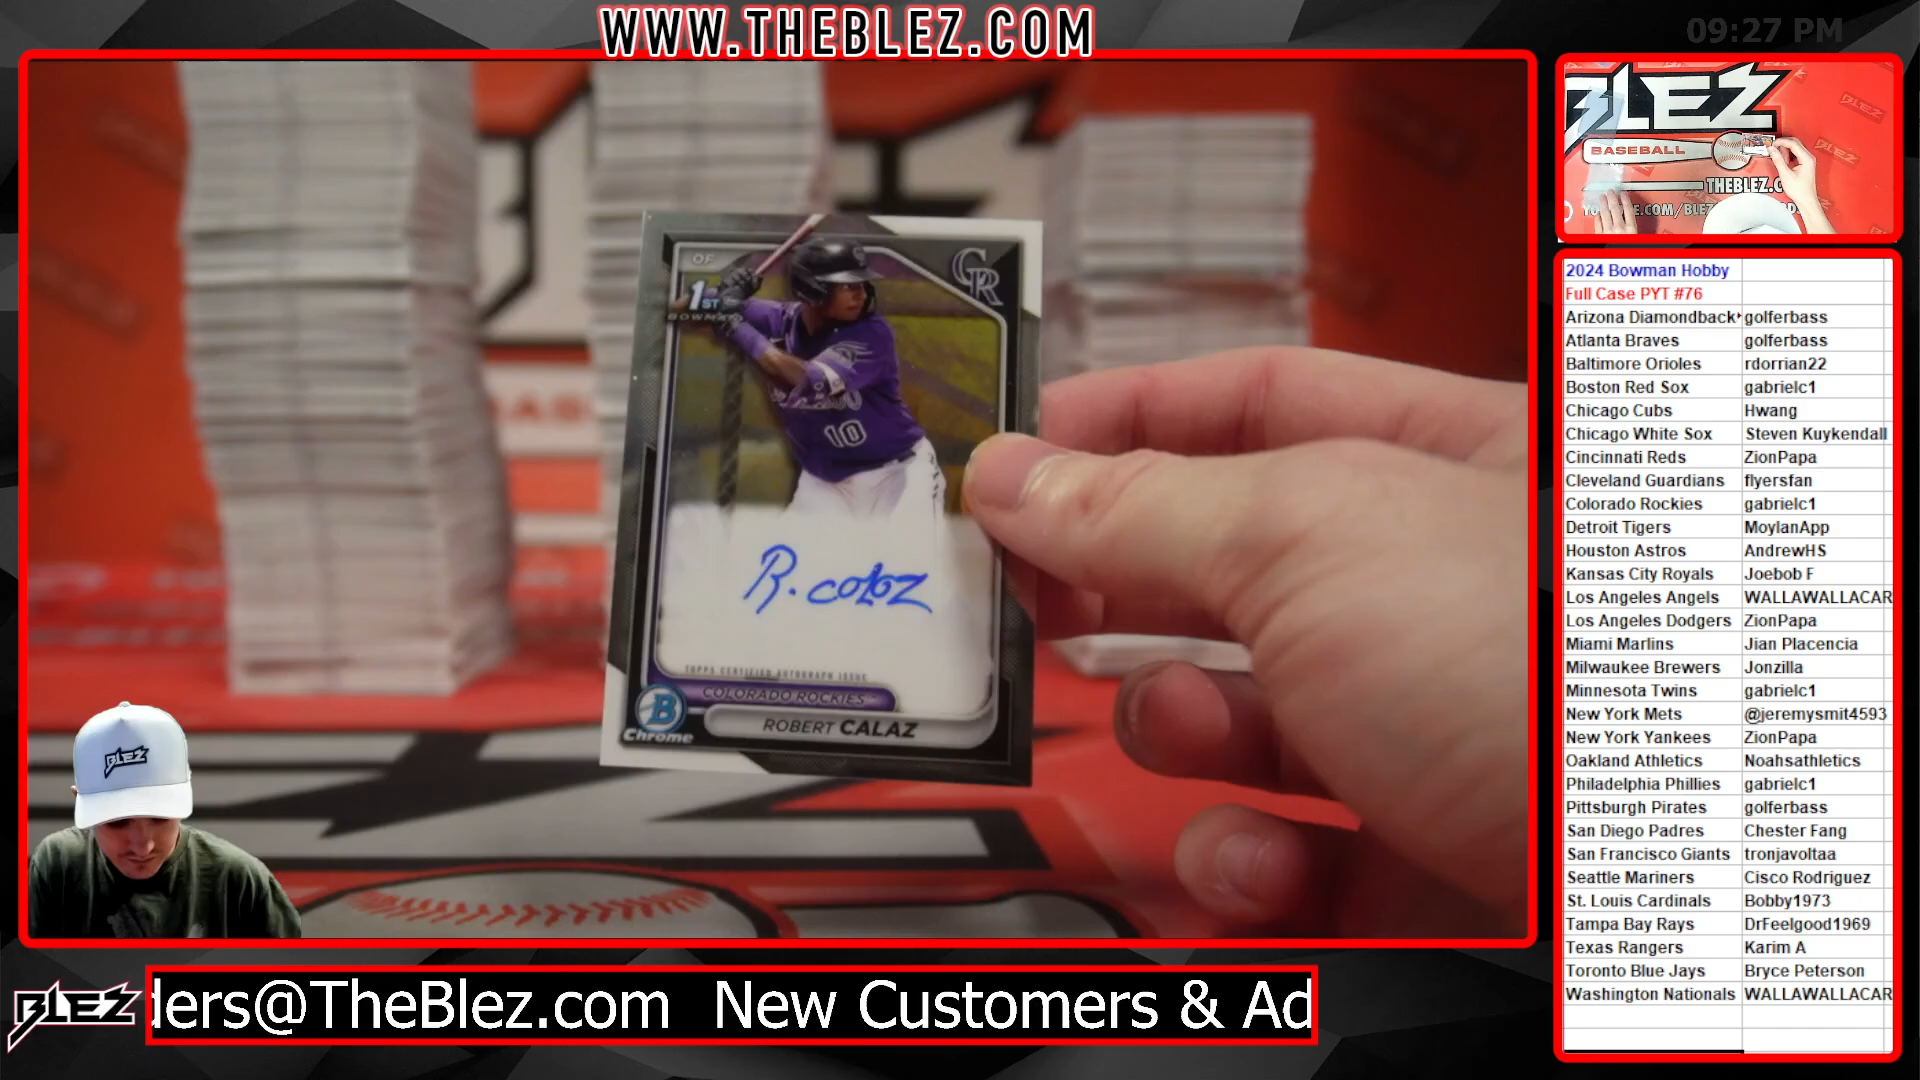 WWW.THEBLEZ.COM
09:27 PM
BLEZ
BASEBALL
THEBLEZ.C
BLEZ
BLEZ
OF
1ST
BOWMAN
CR
10
R. colaz
TOPPS CERTIFIED AUTOGRAPH ISSUE
COLORADO ROCKIES
ROBERT CALAZ
B
Chrome
2024 Bowman Hobby
Full Case PYT #76
Arizona Diamondback golferbass
Atlanta Braves golferbass
Baltimore Orioles rdorrian22
Boston Red Sox gabrielc1
Chicago Cubs Hwang
Chicago White Sox Steven Kuykendall
Cincinnati Reds ZionPapa
Cleveland Guardians flyersfan
Colorado Rockies gabrielc1
Detroit Tigers MoylanApp
Houston Astros AndrewHS
Kansas City Royals Joebob F
Los Angeles Angels WALLAWALLACAR
Los Angeles Dodgers ZionPapa
Miami Marlins Jian Placencia
Milwaukee Brewers Jonzilla
Minnesota Twins gabrielc1
New York Mets @jeremysmit4593
New York Yankees ZionPapa
Oakland Athletics Noahsathletics
Philadelphia Phillies gabrielc1
Pittsburgh Pirates golferbass
San Diego Padres Chester Fang
San Francisco Giants tronjavoltaa
Seattle Mariners Cisco Rodriguez
St. Louis Cardinals Bobby1973
Tampa Bay Rays DrFeelgood1969
Texas Rangers Karim A
Toronto Blue Jays Bryce Peterson
Washington Nationals WALLAWALLACAR
BLEZ
BLEZ
ders@TheBlez.com New Customers & Ad